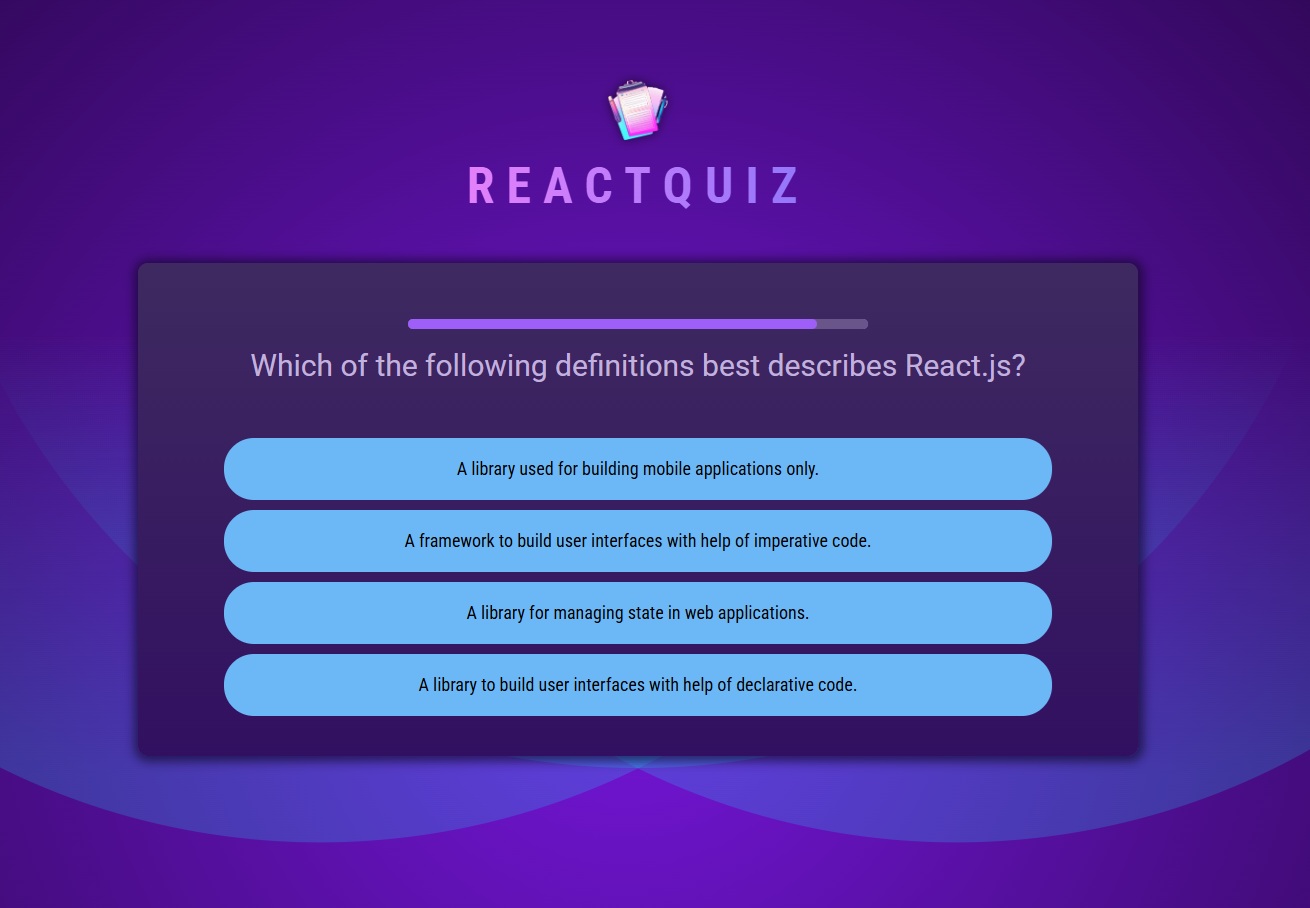 REACTQUIZ
Which of the following definitions best describes React.js?
A library used for building mobile applications only.
A framework to build user interfaces with help of imperative code.
A library for managing state in web applications.
A library to build user interfaces with help of declarative code.